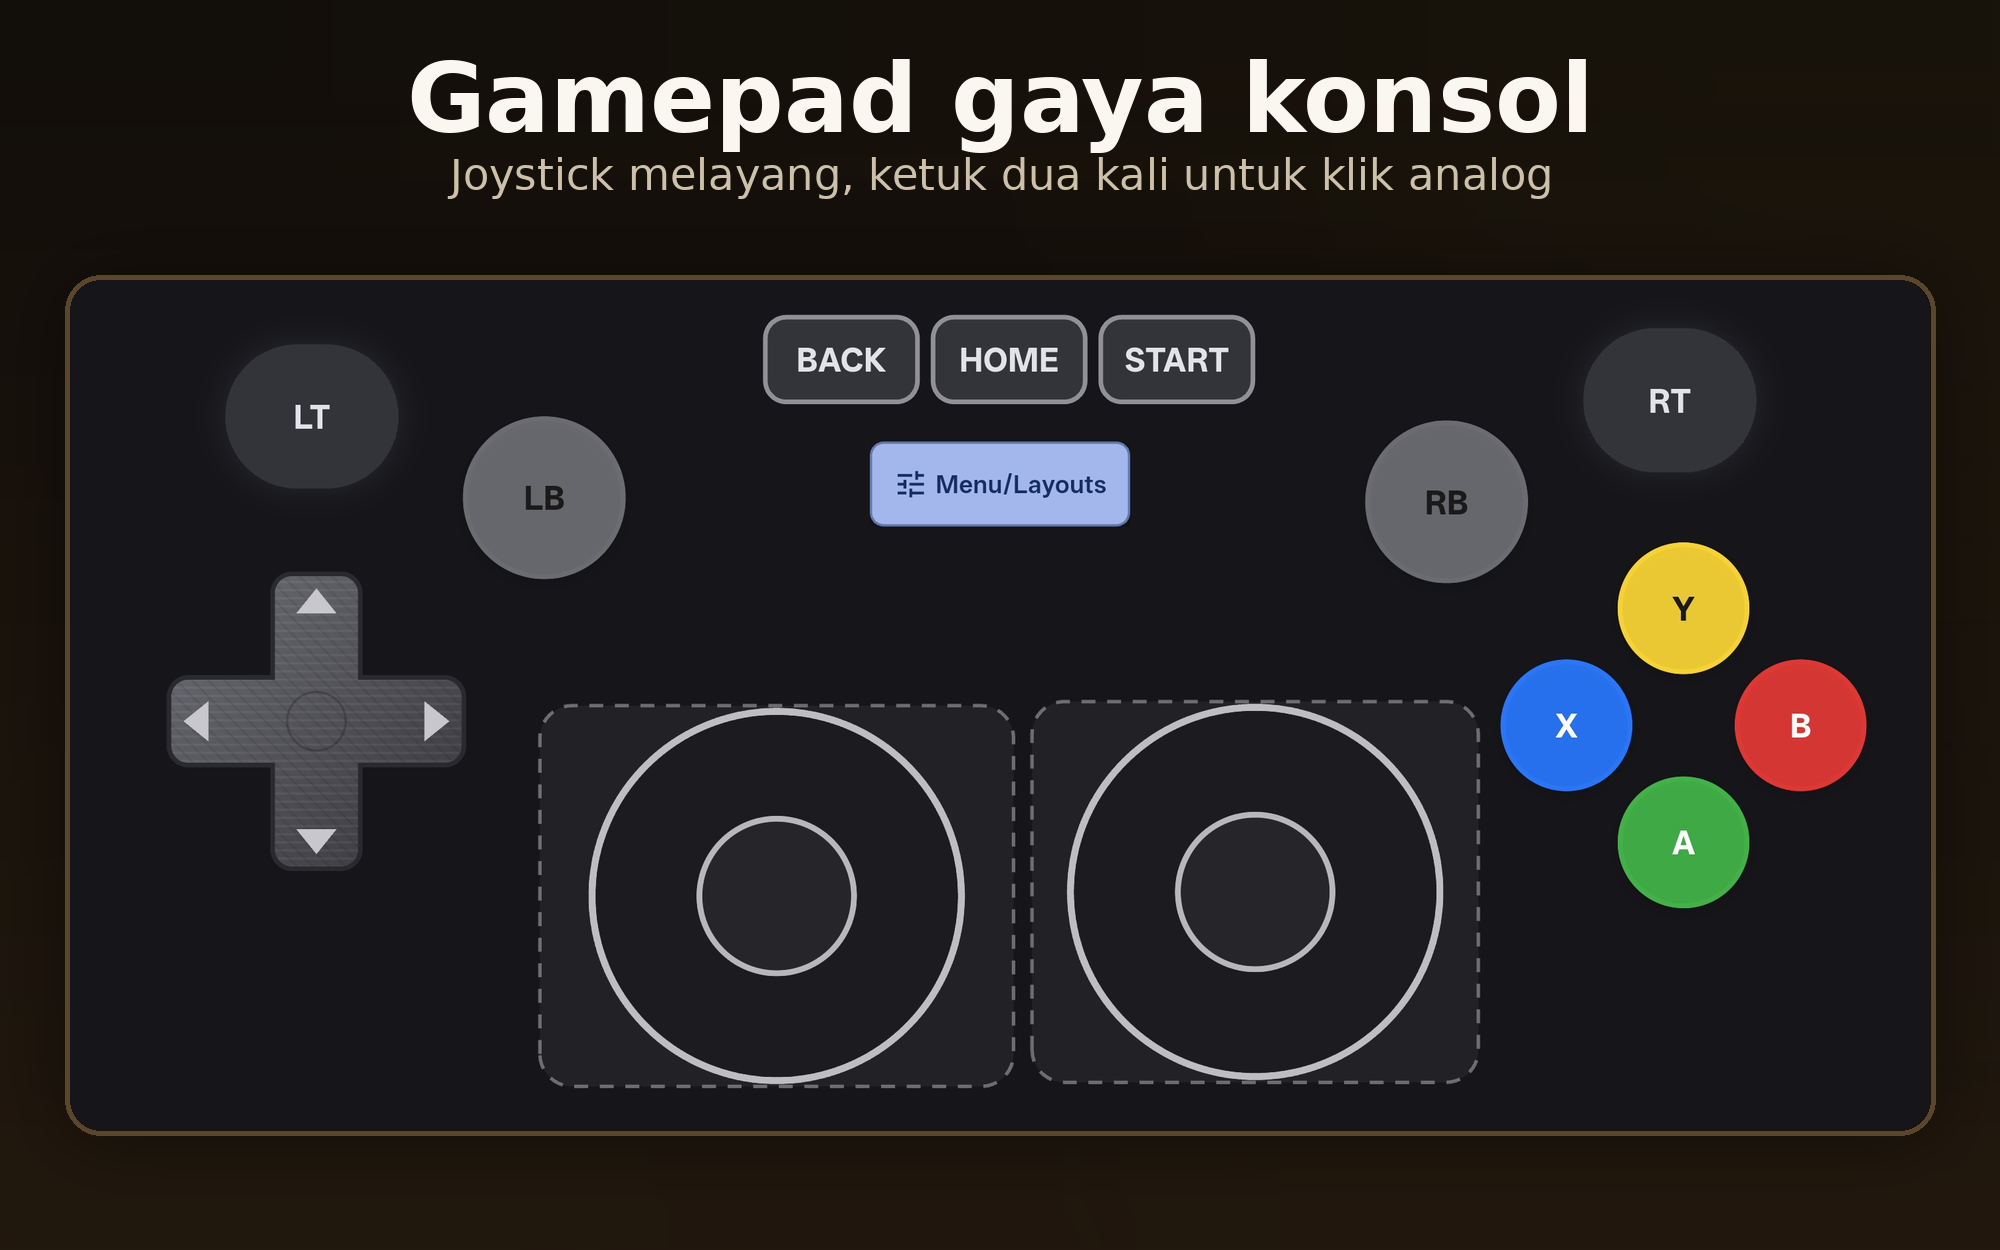 Gamepad gaya konsol
Joystick melayang, ketuk dua kali untuk klik analog
BACK
HOME
START
LT
RT
LB
Menu/Layouts
RB
Y
X
B
A